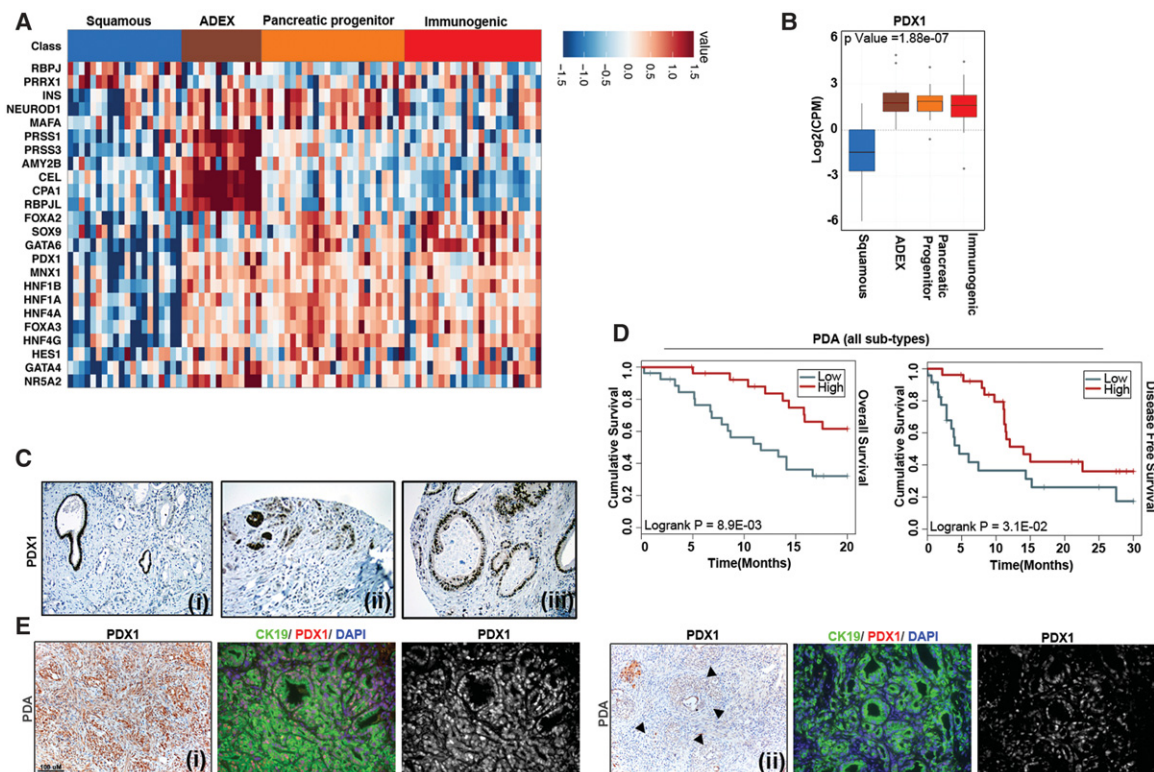 A
Squamous ADEX Pancreatic progenitor Immunogenic
Class
RBPJ
PRRX1
INS
NEUROD1
MAFA
PRSS1
PRSS3
AMY2B
CEL
CPA1
RBPJL
FOXA2
SOX9
GATA6
PDX1
MNX1
HNF1B
HNF1A
HNF4A
FOXA3
HNF4G
HES1
GATA4
NR5A2
value
-1.5 -1.0 -0.5 0.0 0.5 1.0 1.5
B
PDX1
p Value =1.88e-07
Log2(CPM)
6
3
0
-3
-6
Squamous
ADEX
Pancreatic
Progenitor
Immunogenic
C
PDX1
(i) (ii) (iii)
D
PDA (all sub-types)
Cumulative Survival
1.0
0.8
0.6
0.4
0.2
0.0
Low
High
Logrank P = 8.9E-03
0 5 10 15 20
Time(Months)
Overall Survival
Cumulative Survival
1.0
0.8
0.6
0.4
0.2
0.0
Low
High
Logrank P = 3.1E-02
0 5 10 15 20 25 30
Time(Months)
Disease Free Survival
E
PDX1 CK19/ PDX1/ DAPI PDX1
PDA
100 uM
(i)
PDX1 CK19/ PDX1/ DAPI PDX1
PDA
(ii)